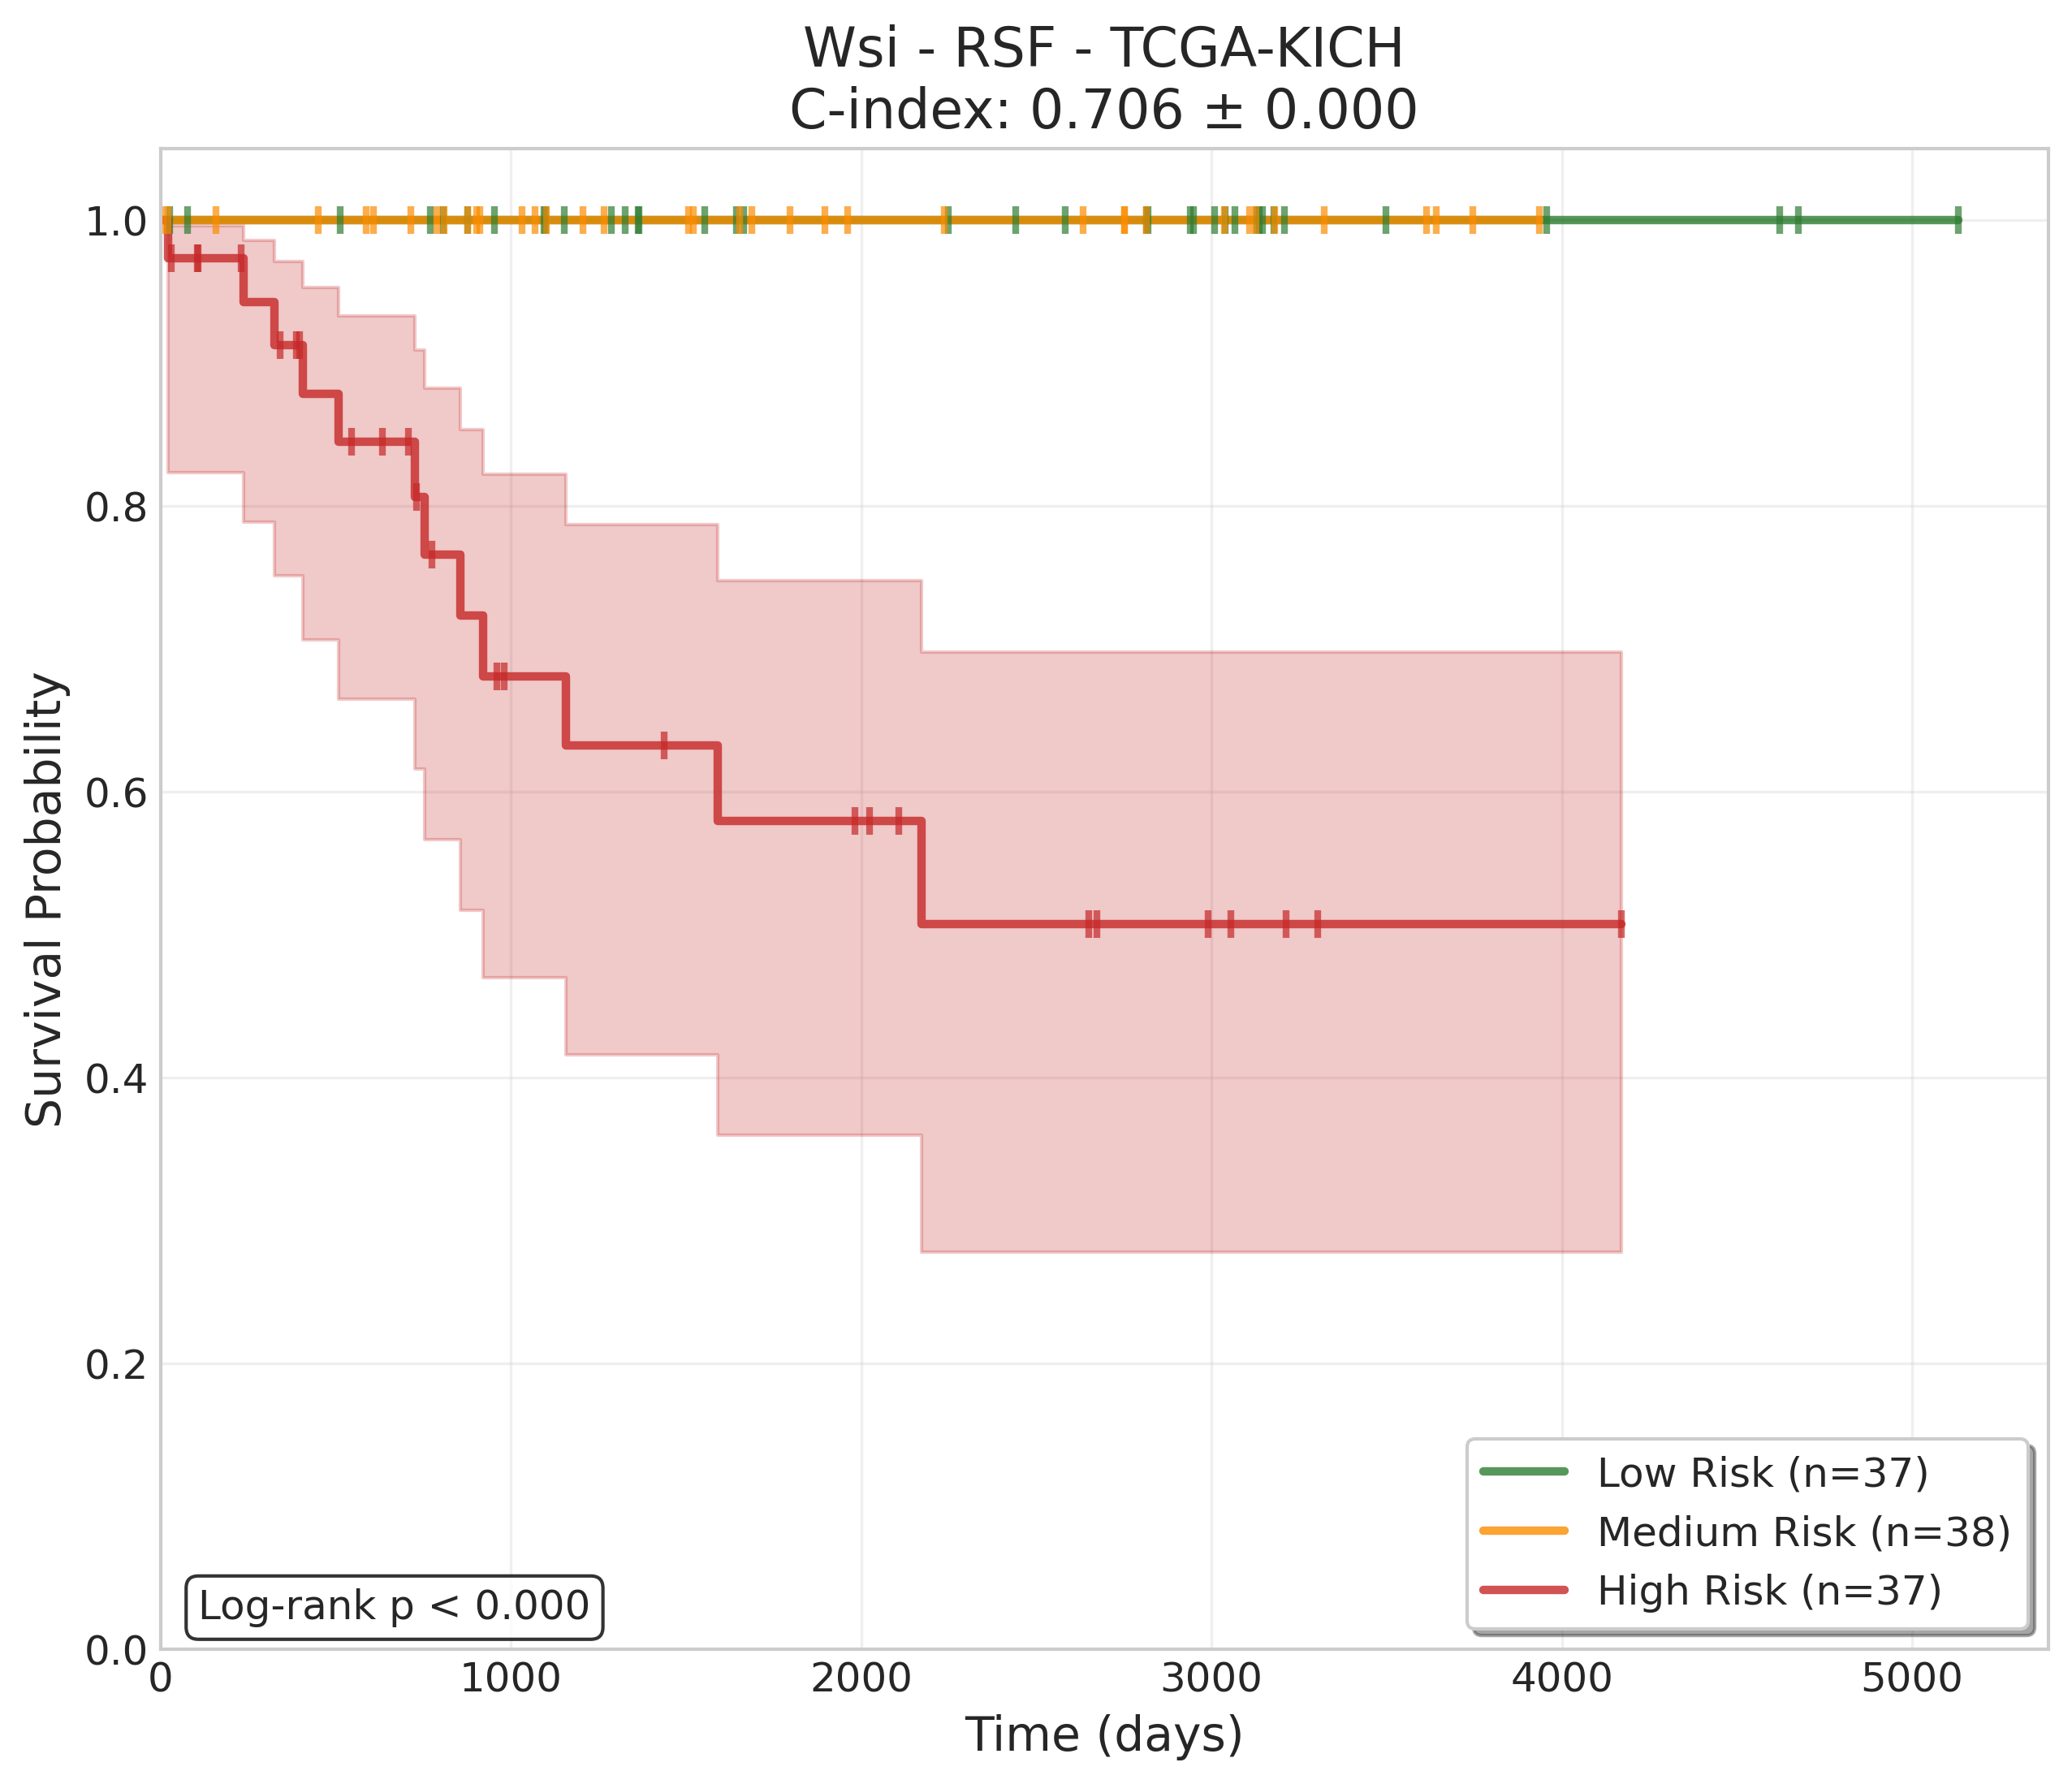 Wsi - RSF - TCGA-KICH
C-index: 0.706 ± 0.000
Survival Probability
1.0
0.8
0.6
0.4
0.2
0.0
Log-rank p < 0.000
Low Risk (n=37)
Medium Risk (n=38)
High Risk (n=37)
0 1000 2000 3000 4000 5000
Time (days)